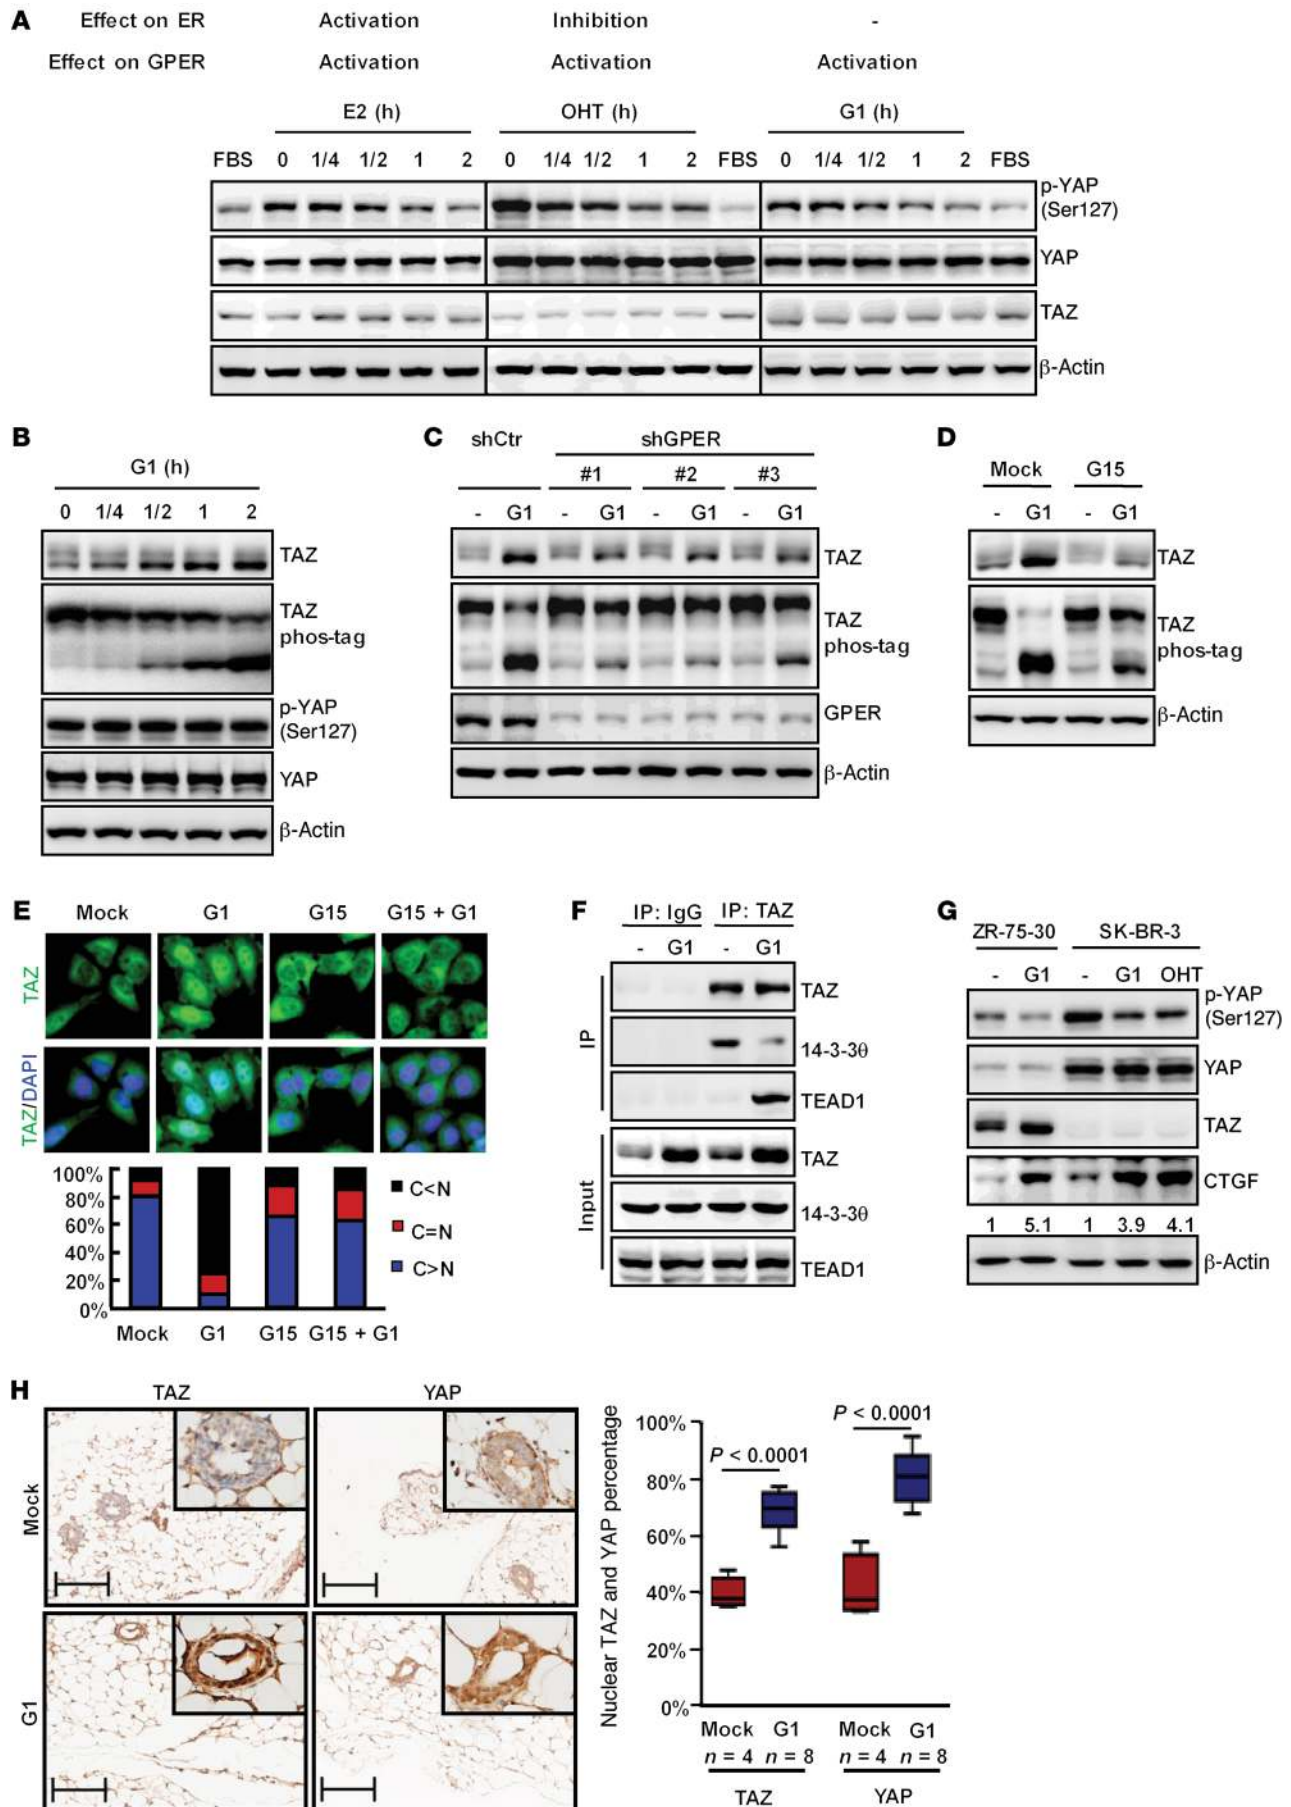 A
Effect on ER Activation Inhibition -
Effect on GPER Activation Activation Activation
E2 (h) OHT (h) G1 (h)
FBS 0 1/4 1/2 1 2 0 1/4 1/2 1 2 FBS 0 1/4 1/2 1 2 FBS
p-YAP
(Ser127)
YAP
TAZ
β-Actin
B
G1 (h)
0 1/4 1/2 1 2
TAZ
TAZ
phos-tag
p-YAP
(Ser127)
YAP
β-Actin
C
shCtr shGPER
#1 #2 #3
- G1 - G1 - G1 - G1
TAZ
TAZ
phos-tag
GPER
β-Actin
D
Mock G15
- G1 - G1
TAZ
TAZ
phos-tag
β-Actin
E
Mock G1 G15 G15 + G1
TAZ
TAZ/DAPI
100%
80%
60%
40%
20%
0%
C<N
C=N
C>N
Mock G1 G15 G15 + G1
F
IP: IgG IP: TAZ
- G1 - G1
IP
TAZ
14-3-3θ
TEAD1
Input
TAZ
14-3-3θ
TEAD1
G
ZR-75-30 SK-BR-3
- G1 - G1 OHT
p-YAP
(Ser127)
YAP
TAZ
CTGF
1 5.1 1 3.9 4.1
β-Actin
H
TAZ YAP
Mock
G1
Nuclear TAZ and YAP percentage
100%
80%
60%
40%
20%
0%
P < 0.0001
P < 0.0001
Mock G1 Mock G1
n = 4 n = 8 n = 4 n = 8
TAZ YAP